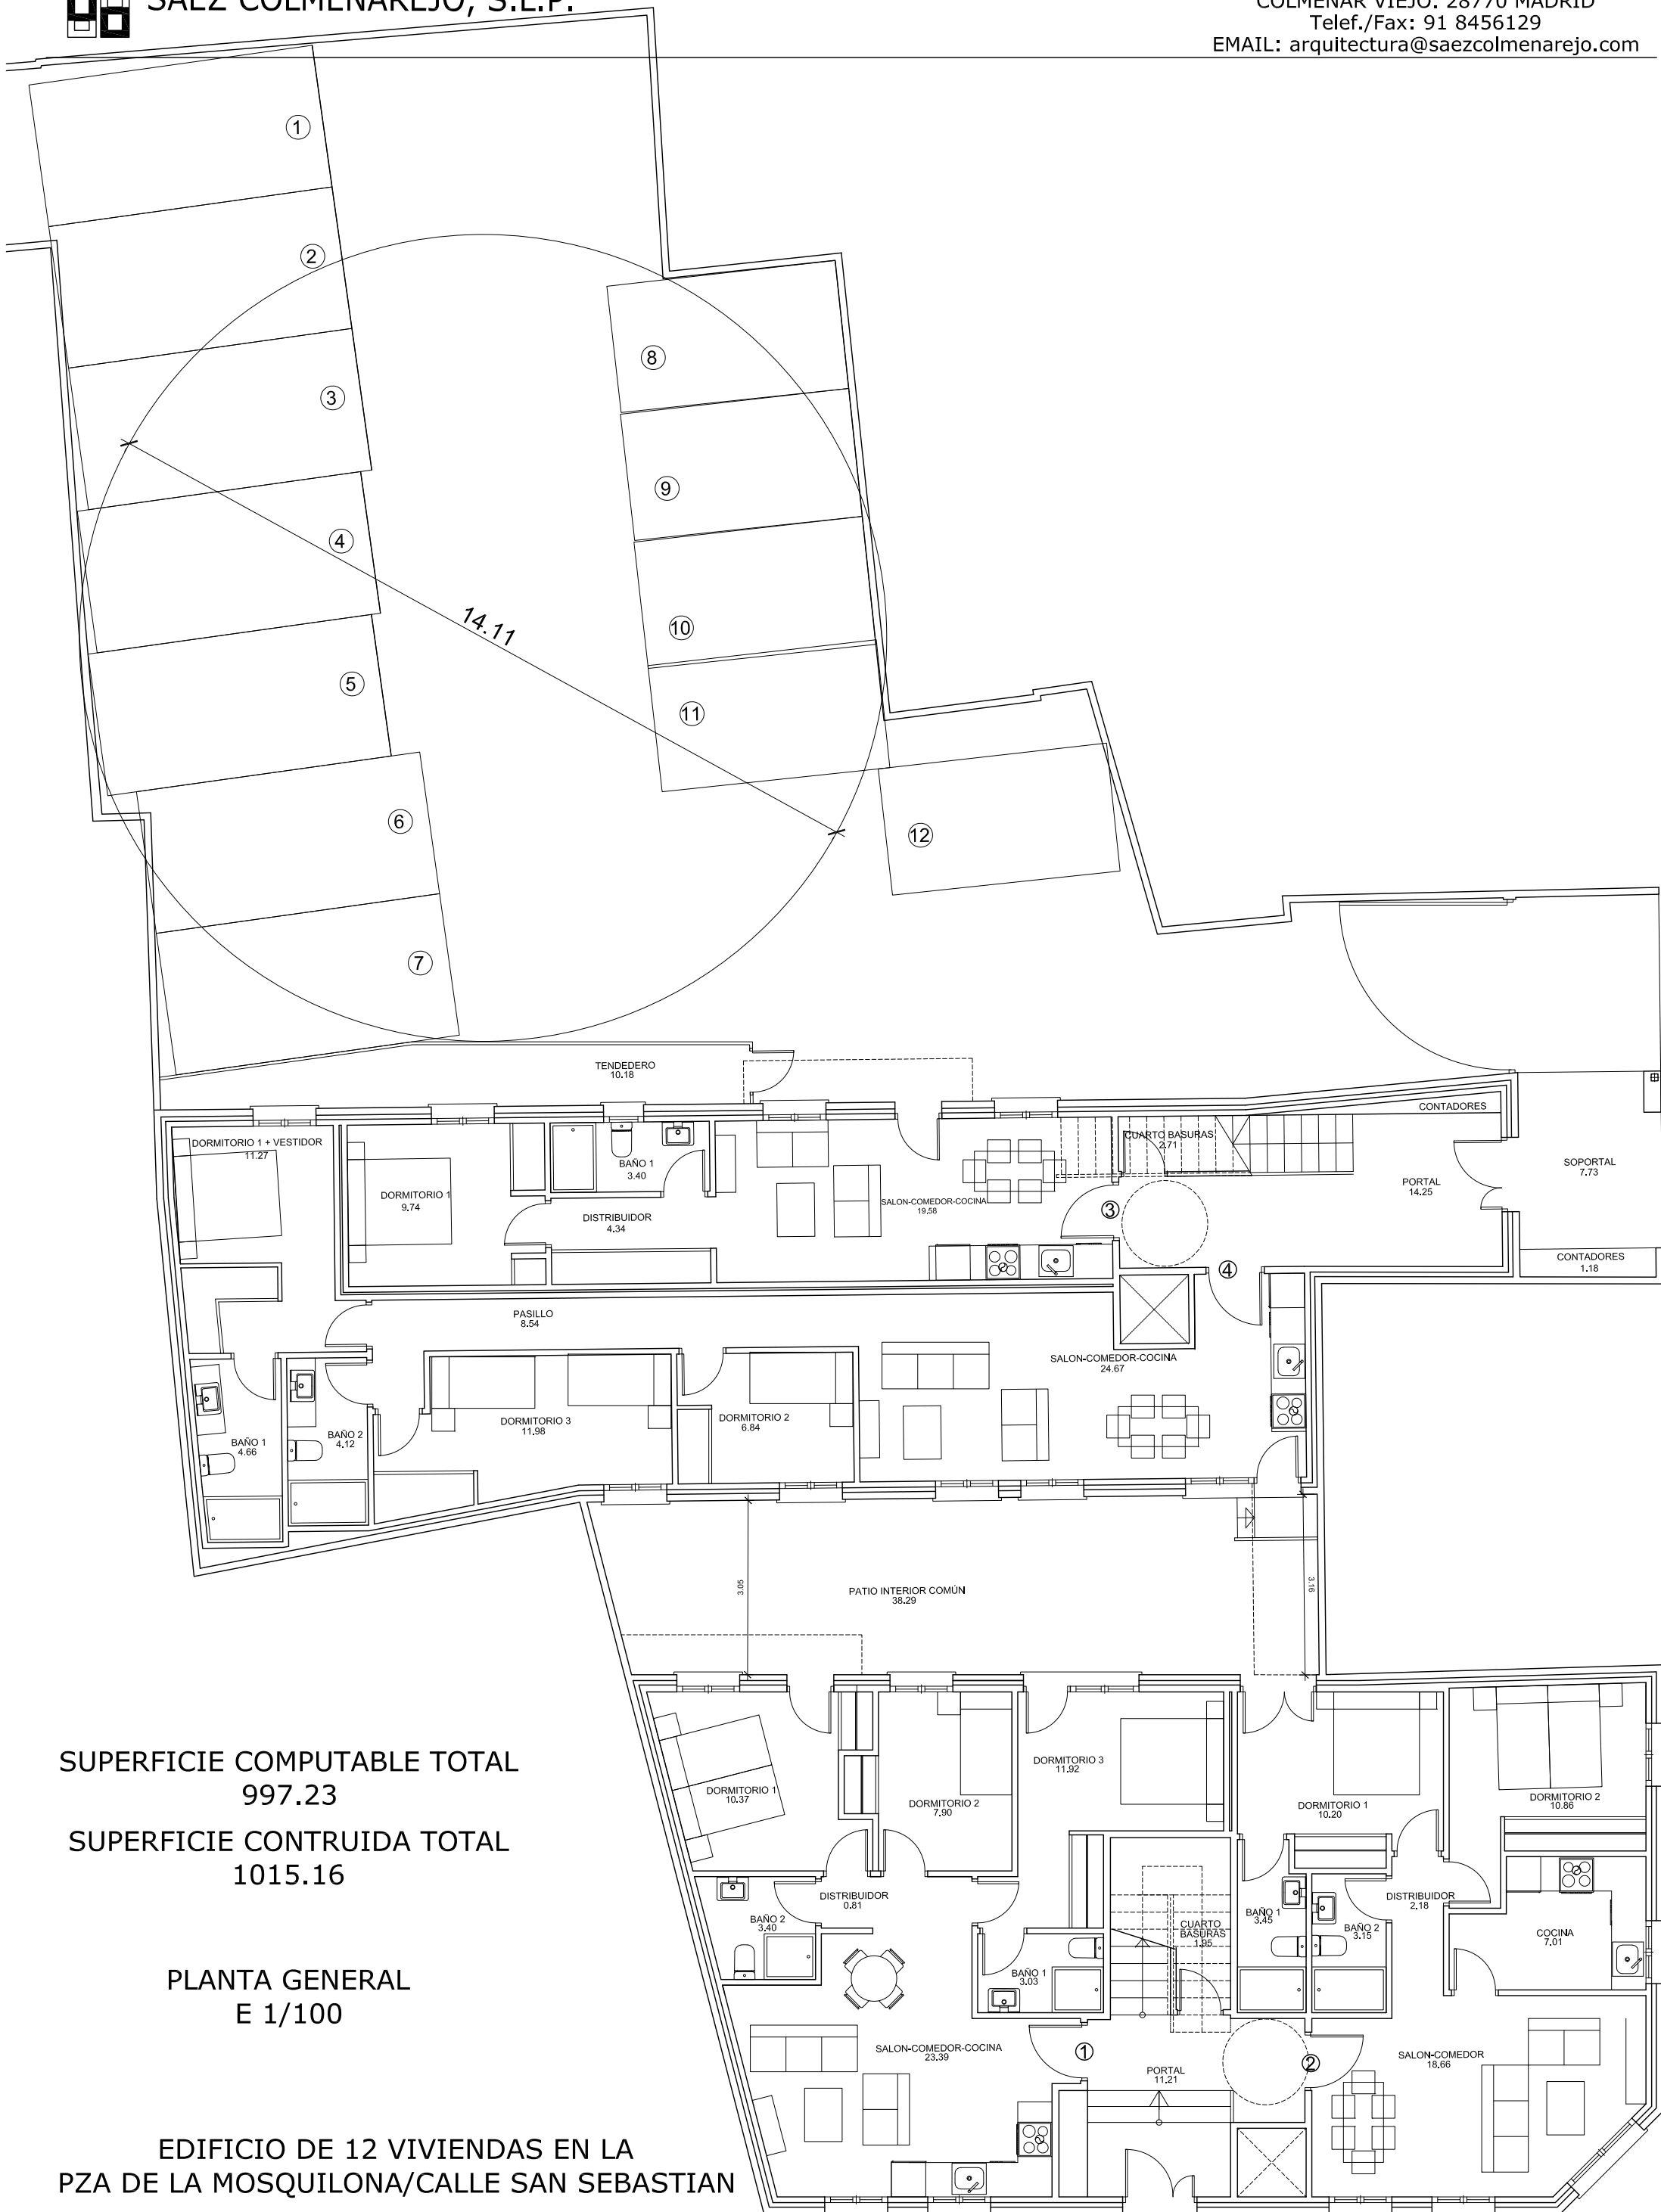 SAEZ COLMENAREJO, S.L.P.
COLMENAR VIEJO. 28770 MADRID
Telef./Fax: 91 8456129
EMAIL: arquitectura@saezcolmenarejo.com
1
2
3
4
5
6
7
8
9
10
11
12
14.11
TENDEDERO
10.18
DORMITORIO 1 + VESTIDOR
11.27
DORMITORIO 1
9.74
BAÑO 1
3.40
DISTRIBUIDOR
4.34
SALON-COMEDOR-COCINA
19.58
CUARTO BASURAS
2.71
CONTADORES
PORTAL
14.25
SOPORTAL
7.73
CONTADORES
1.18
3
4
PASILLO
8.54
SALON-COMEDOR-COCINA
24.67
DORMITORIO 3
11.98
DORMITORIO 2
6.84
BAÑO 1
4.66
BAÑO 2
4.12
3.05
PATIO INTERIOR COMÚN
38.29
3.16
SUPERFICIE COMPUTABLE TOTAL
997.23
SUPERFICIE CONTRUIDA TOTAL
1015.16
PLANTA GENERAL
E 1/100
EDIFICIO DE 12 VIVIENDAS EN LA
PZA DE LA MOSQUILONA/CALLE SAN SEBASTIAN
DORMITORIO 1
10.37
DORMITORIO 2
7.90
DORMITORIO 3
11.92
DORMITORIO 1
10.20
DORMITORIO 2
10.86
DISTRIBUIDOR
0.81
BAÑO 2
3.40
BAÑO 1
3.03
CUARTO
BASURAS
1.95
BAÑO 1
3.45
BAÑO 2
3.15
DISTRIBUIDOR
2.18
COCINA
7.01
SALON-COMEDOR-COCINA
23.39
1
PORTAL
11.21
2
SALON-COMEDOR
18.66